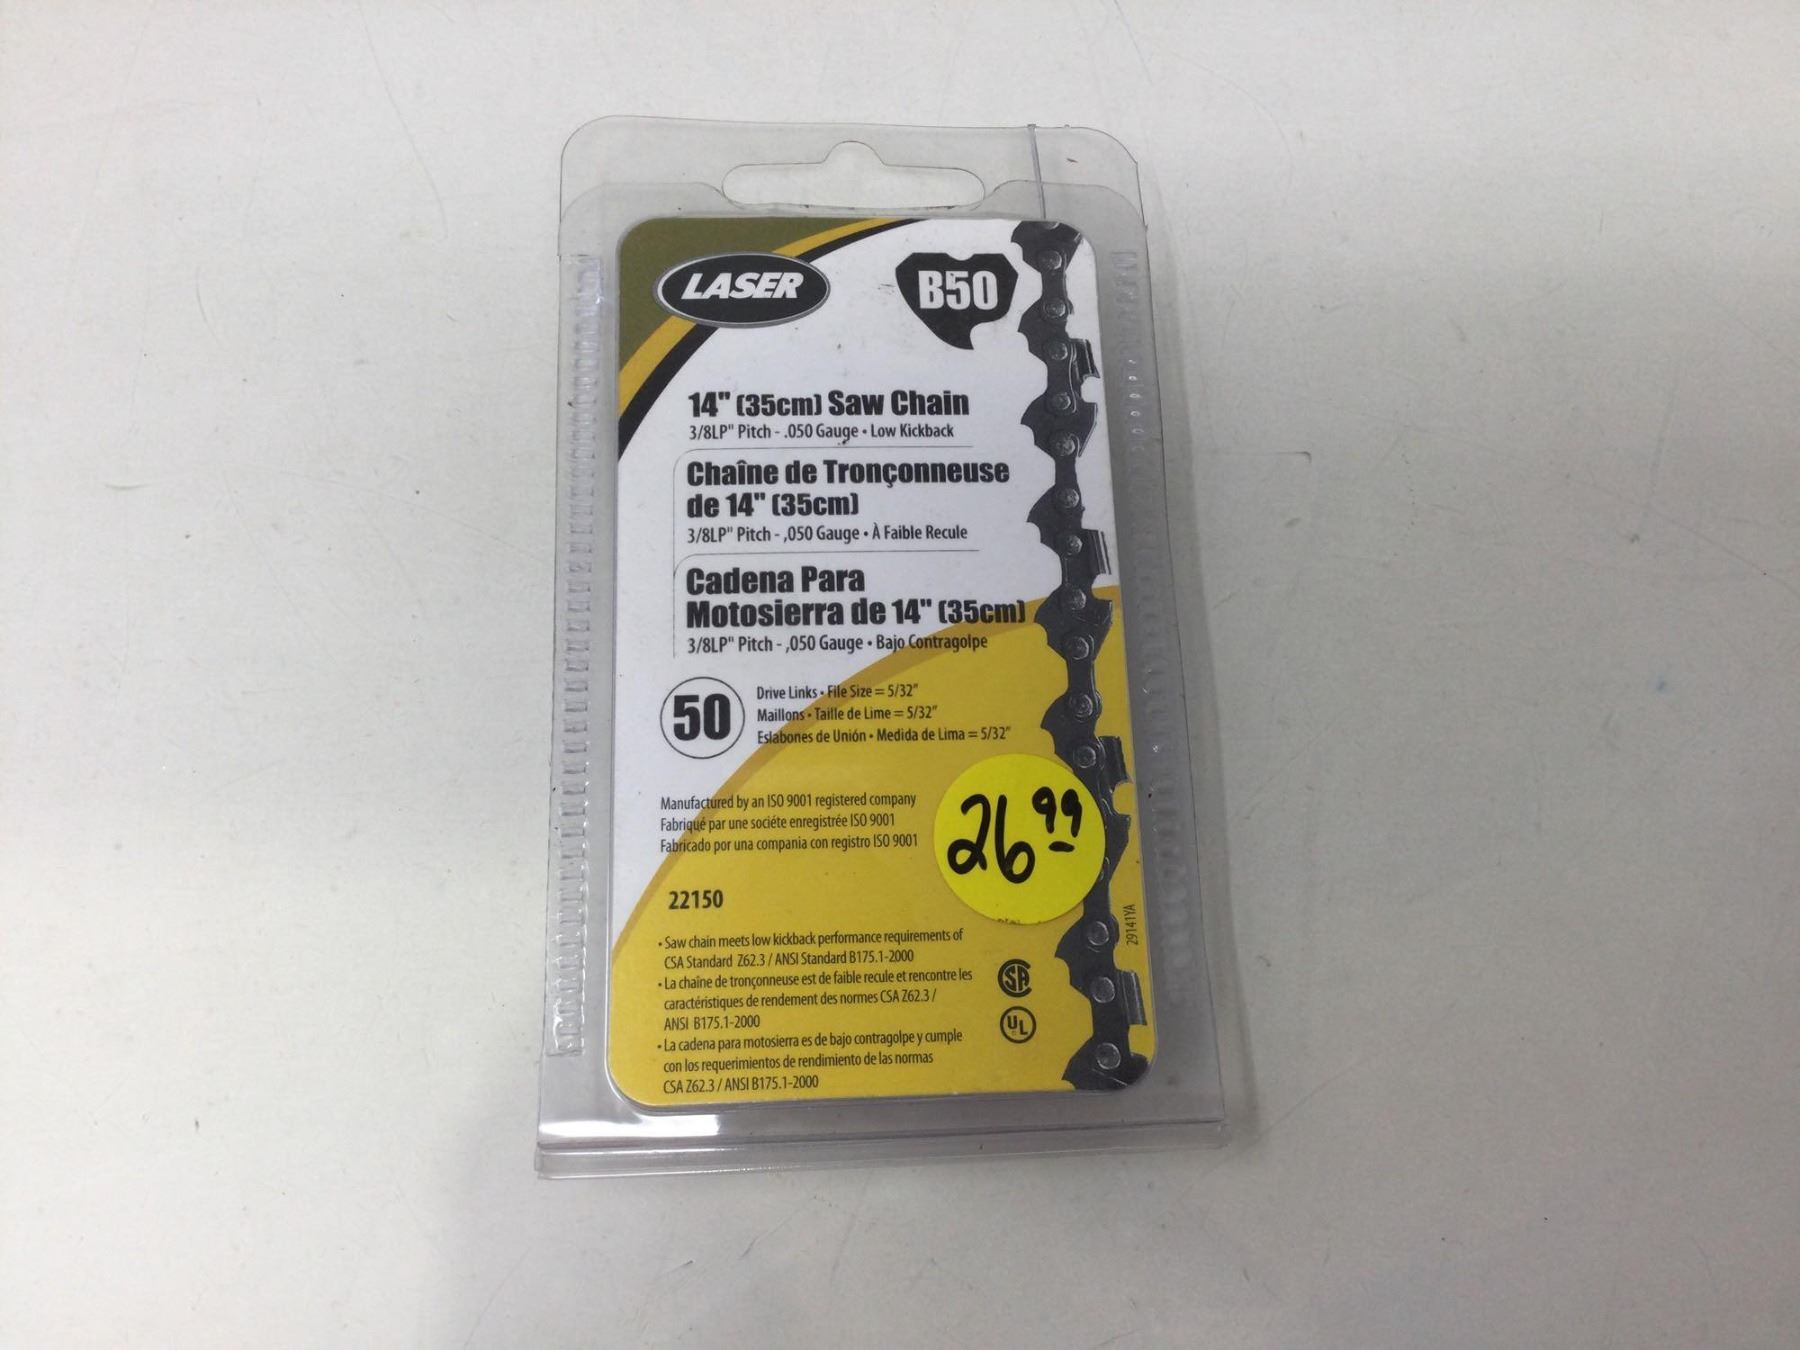 LASER
B50
14" (35cm) Saw Chain
3/8LP" Pitch - .050 Gauge • Low Kickback
Chaîne de Tronçonneuse
de 14" (35cm)
3/8LP" Pitch - ,050 Gauge • À Faible Recule
Cadena Para
Motosierra de 14" (35cm)
3/8LP" Pitch - ,050 Gauge • Bajo Contragolpe
50
Drive Links • File Size = 5/32"
Maillons • Taille de Lime = 5/32"
Eslabones de Unión • Medida de Lima = 5/32"
Manufactured by an ISO 9001 registered company
Fabriqué par une sociéte enregistrée ISO 9001
Fabricado por una compania con registro ISO 9001
26.99
22150
• Saw chain meets low kickback performance requirements of
CSA Standard Z62.3 / ANSI Standard B175.1-2000
• La chaîne de tronçonneuse est de faible recule et rencontre les
caractéristiques de rendement des normes CSA Z62.3 /
ANSI B175.1-2000
• La cadena para motosierra es de bajo contragolpe y cumple
con los requerimientos de rendimiento de las normas
CSA Z62.3 / ANSI B175.1-2000
SA
UL
29141YA